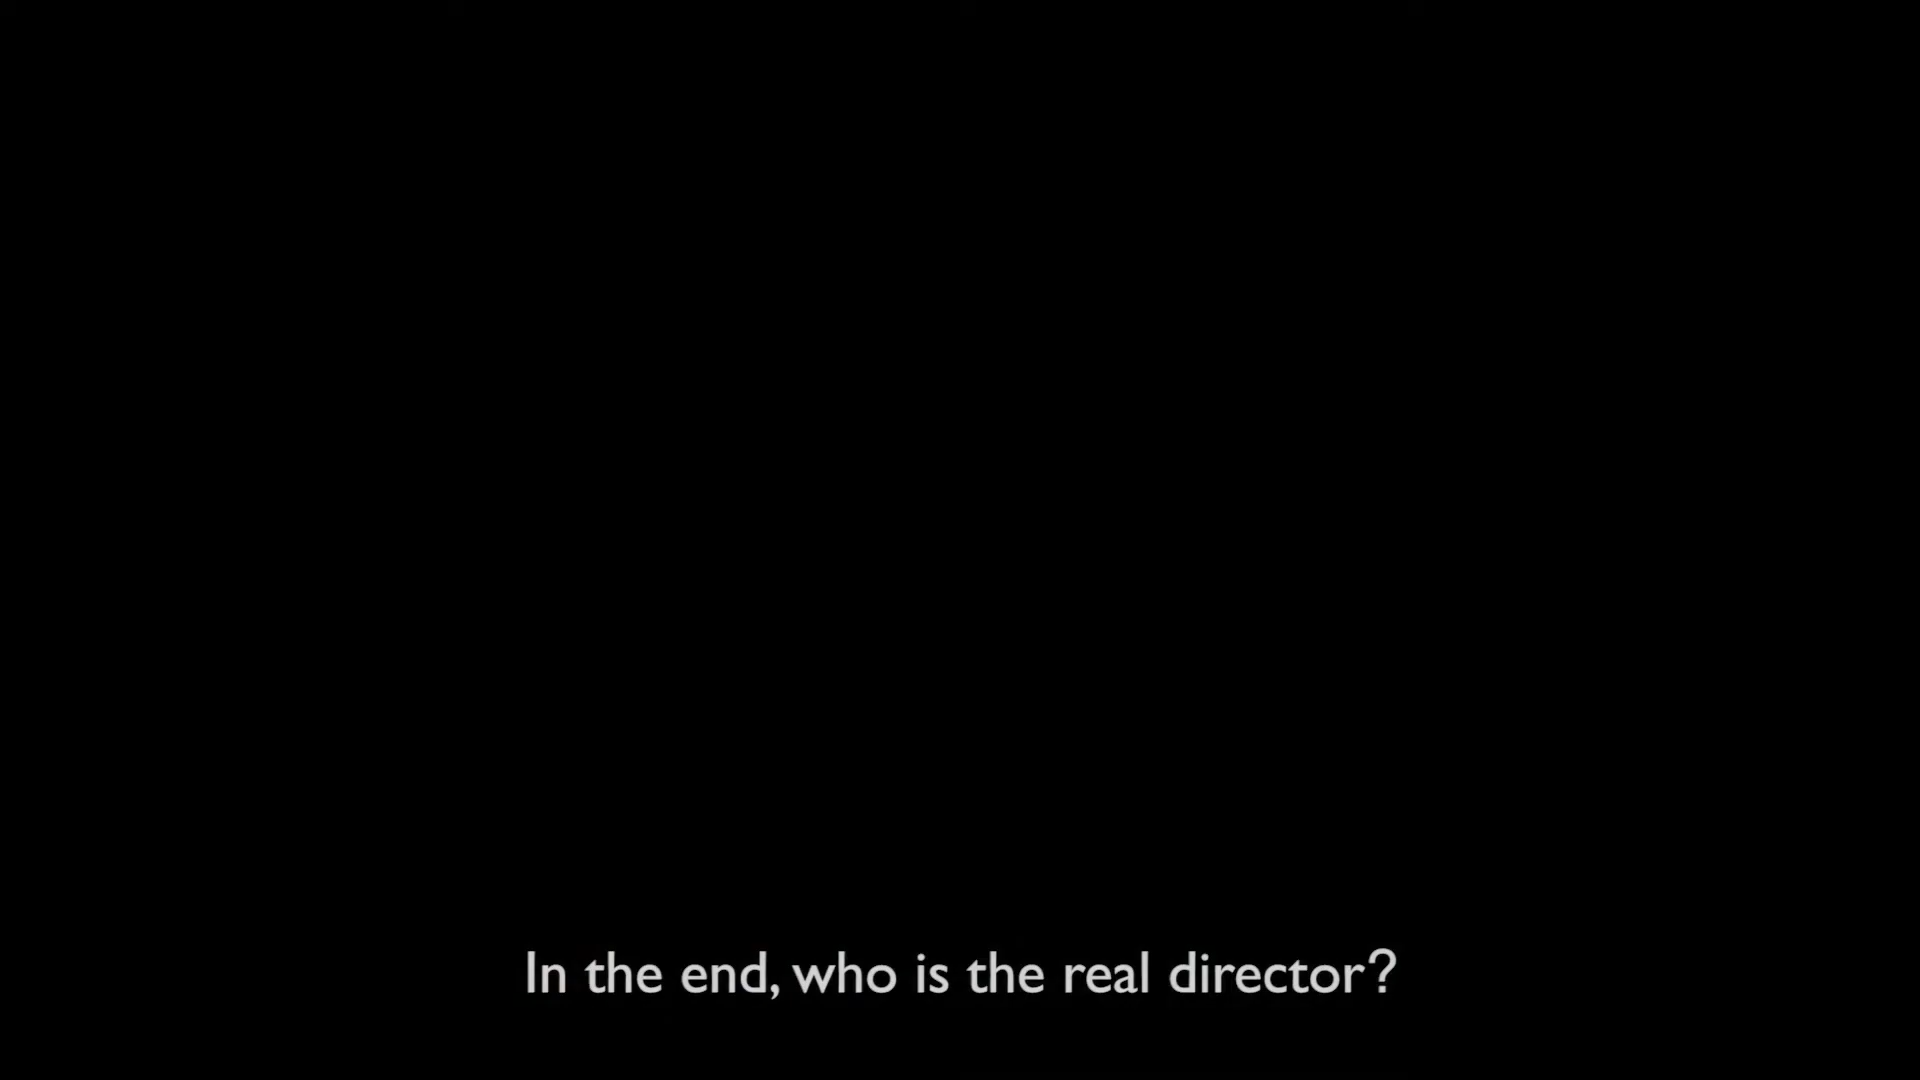 In the end, who is the real director?